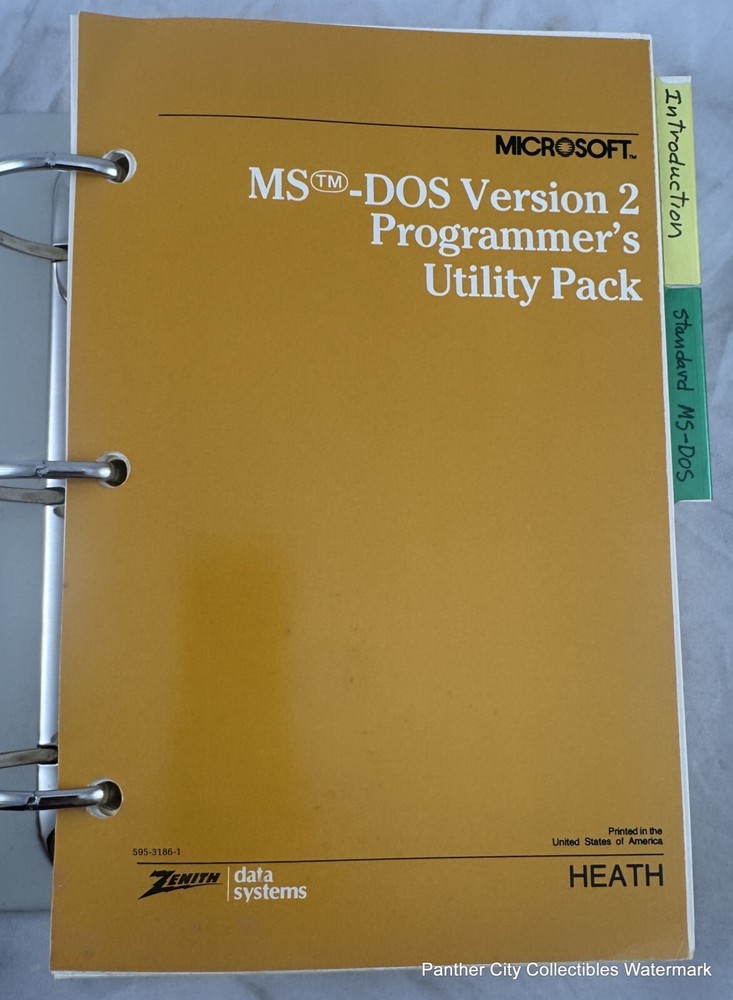 MICROSOFT™
MS™-DOS Version 2
Programmer's
Utility Pack
Introduction
Standard MS-DOS
Printed in the
United States of America
595-3186-1
ZENITH data
systems
HEATH
Panther City Collectibles Watermark